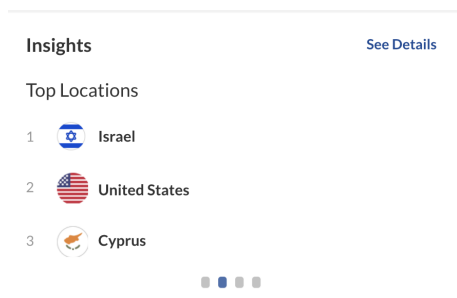 Insights
See Details
Top Locations
1 Israel
2 United States
3 Cyprus